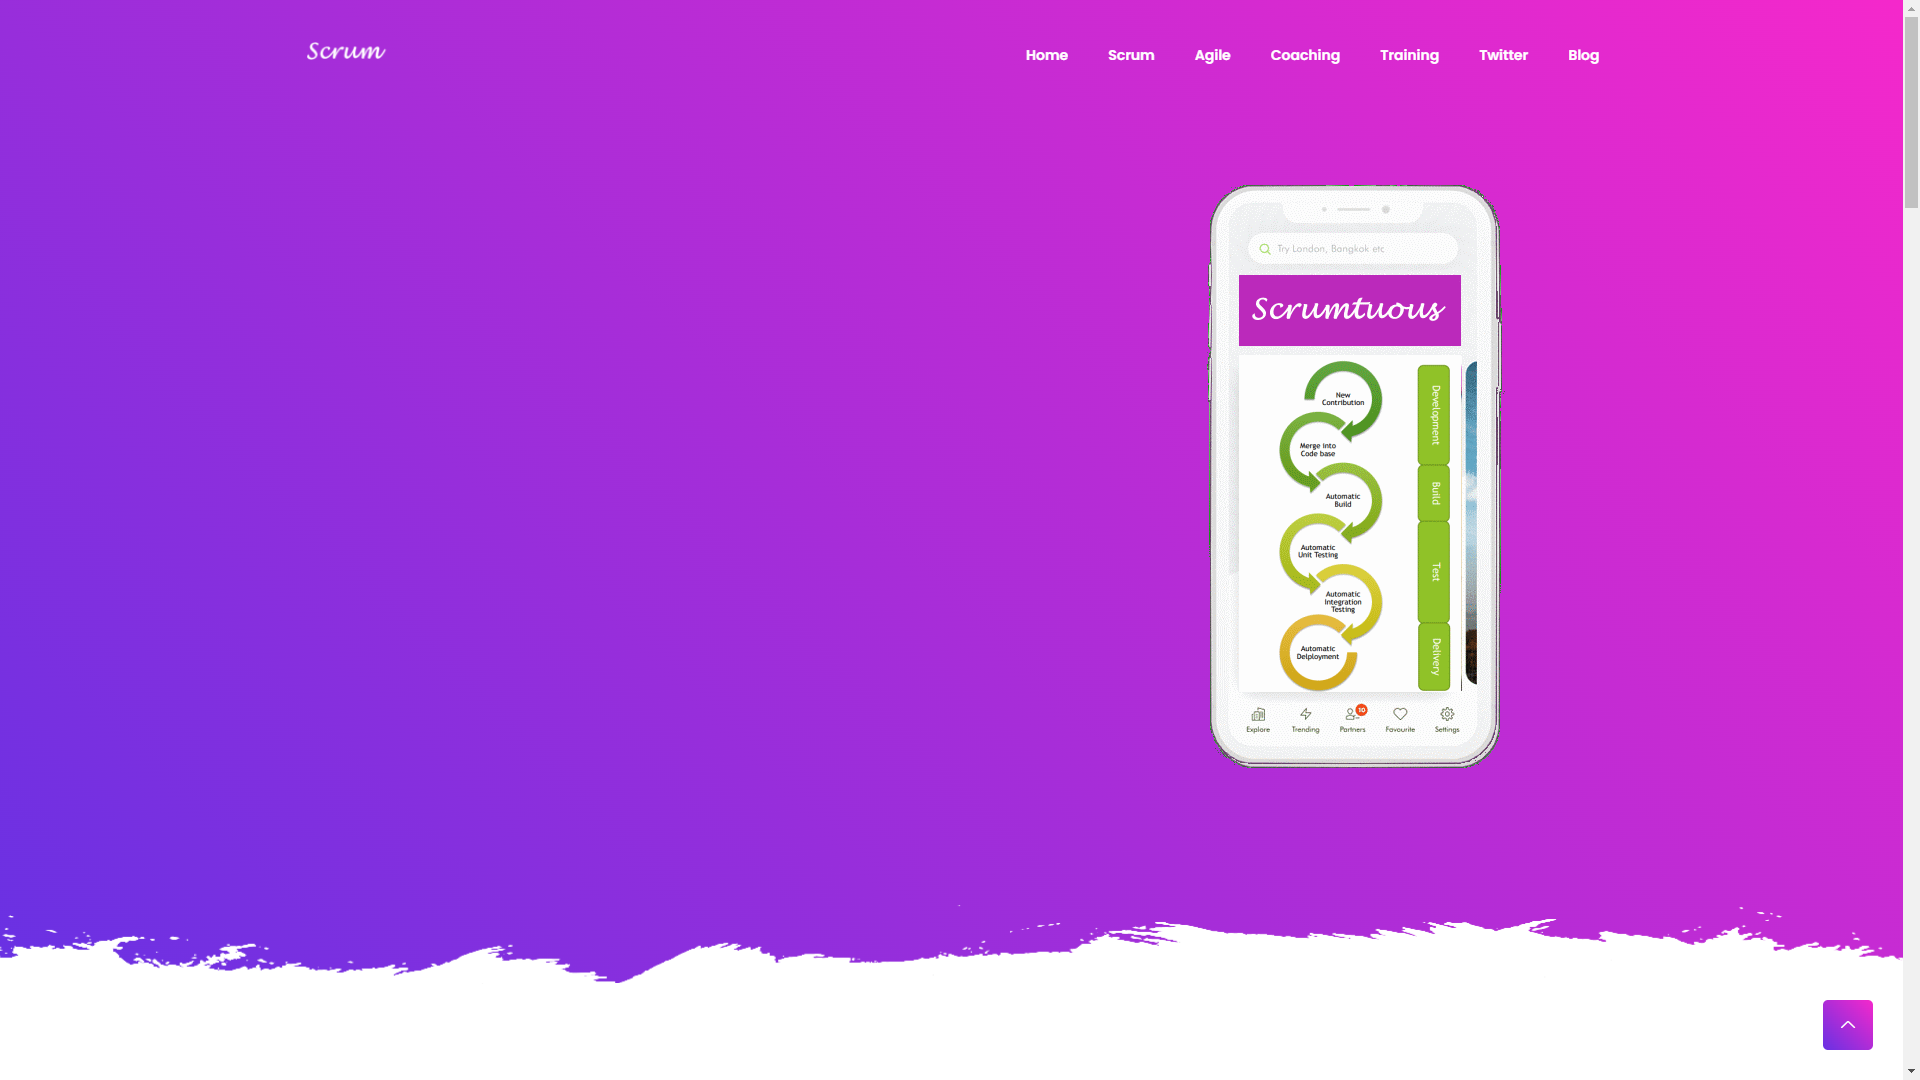 Scrum
Home
Scrum
Agile
Coaching
Training
Twitter
Blog
Try London, Bangkok etc
Scrumtuous
New
Contribution
Merge into
Code base
Automatic
Build
Automatic
Unit Testing
Automatic
Integration
Testing
Automatic
Delployment
Development
Build
Test
Delivery
10
Explore
Trending
Partners
Favourite
Settings